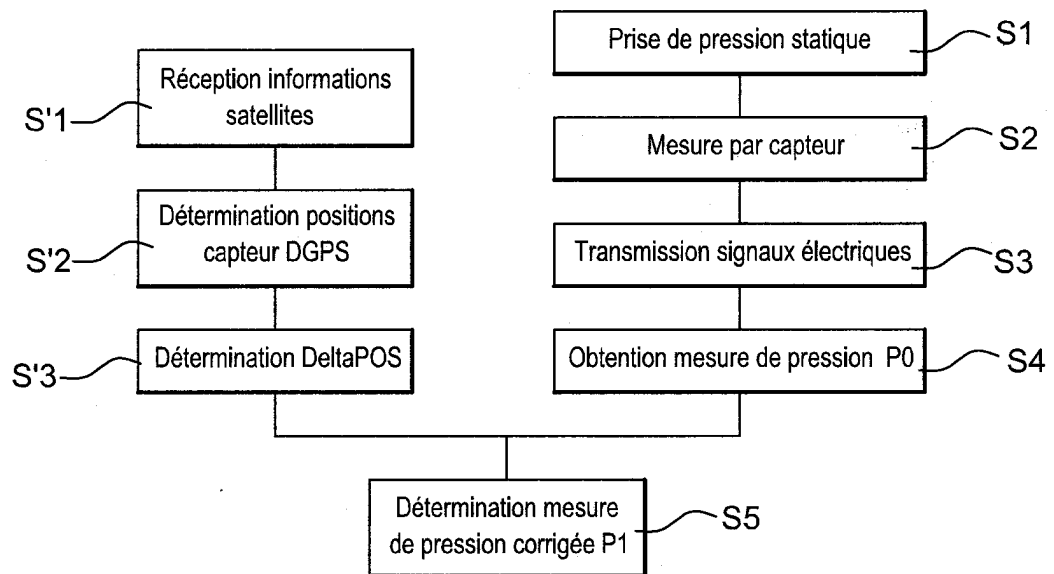 Prise de pression statique
S1
Réception informations
satellites
S'1
Mesure par capteur
S2
Détermination positions
capteur DGPS
S'2
Transmission signaux électriques
S3
Détermination DeltaPOS
S'3
Obtention mesure de pression P0
S4
Détermination mesure
de pression corrigée P1
S5